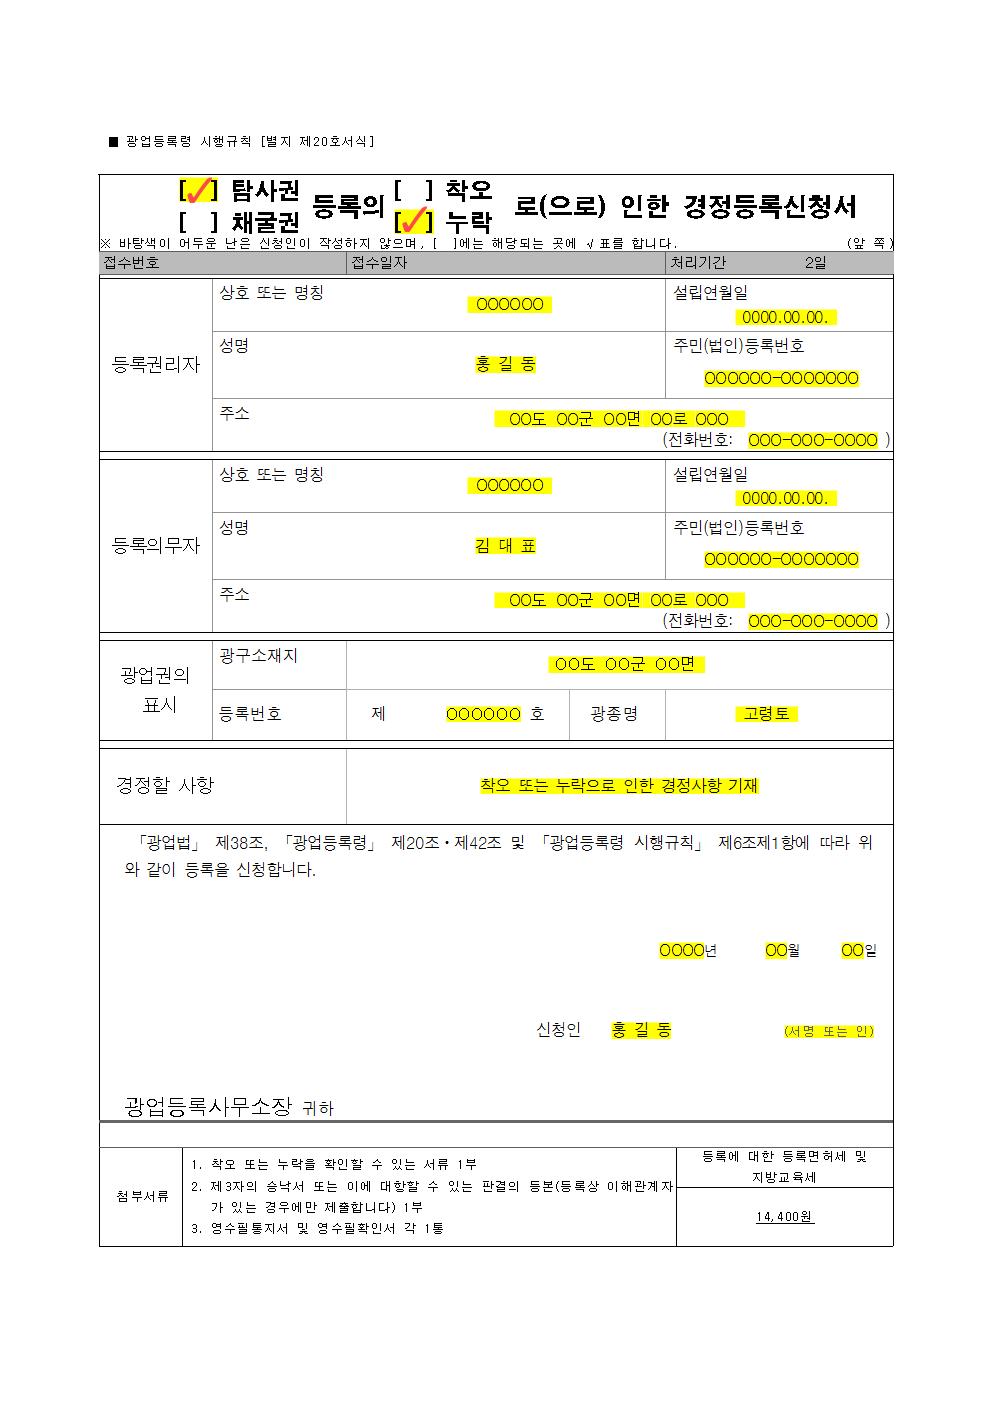 ■ 광업등록령 시행규칙 [별지 제20호서식]
[✓] 탐사권 등록의 [ ] 착오 로(으로) 인한 경정등록신청서
[ ] 채굴권 [✓] 누락
※ 바탕색이 어두운 난은 신청인이 작성하지 않으며, [ ]에는 해당되는 곳에 √ 표를 합니다. (앞 쪽)
접수번호 접수일자 처리기간 2일
등록권리자
상호 또는 명칭 OOOOOO
설립연월일 0000.00.00.
성명 홍 길 동
주민(법인)등록번호 OOOOOO-OOOOOOO
주소 OO도 OO군 OO면 OO로 OOO
(전화번호: OOO-OOO-OOOO )
등록의무자
상호 또는 명칭 OOOOOO
설립연월일 0000.00.00.
성명 김 대 표
주민(법인)등록번호 OOOOOO-OOOOOOO
주소 OO도 OO군 OO면 OO로 OOO
(전화번호: OOO-OOO-OOOO )
광업권의 표시
광구소재지 OO도 OO군 OO면
등록번호 제 OOOOOO 호 광종명 고령토
경정할 사항 착오 또는 누락으로 인한 경정사항 기재
「광업법」 제38조, 「광업등록령」 제20조·제42조 및 「광업등록령 시행규칙」 제6조제1항에 따라 위
와 같이 등록을 신청합니다.
OOOO년 OO월 OO일
신청인 홍 길 동 (서명 또는 인)
광업등록사무소장 귀하
첨부서류
1. 착오 또는 누락을 확인할 수 있는 서류 1부
2. 제3자의 승낙서 또는 이에 대항할 수 있는 판결의 등본(등록상 이해관계자
가 있는 경우에만 제출합니다) 1부
3. 영수필통지서 및 영수필확인서 각 1통
등록에 대한 등록면허세 및
지방교육세
14,400원